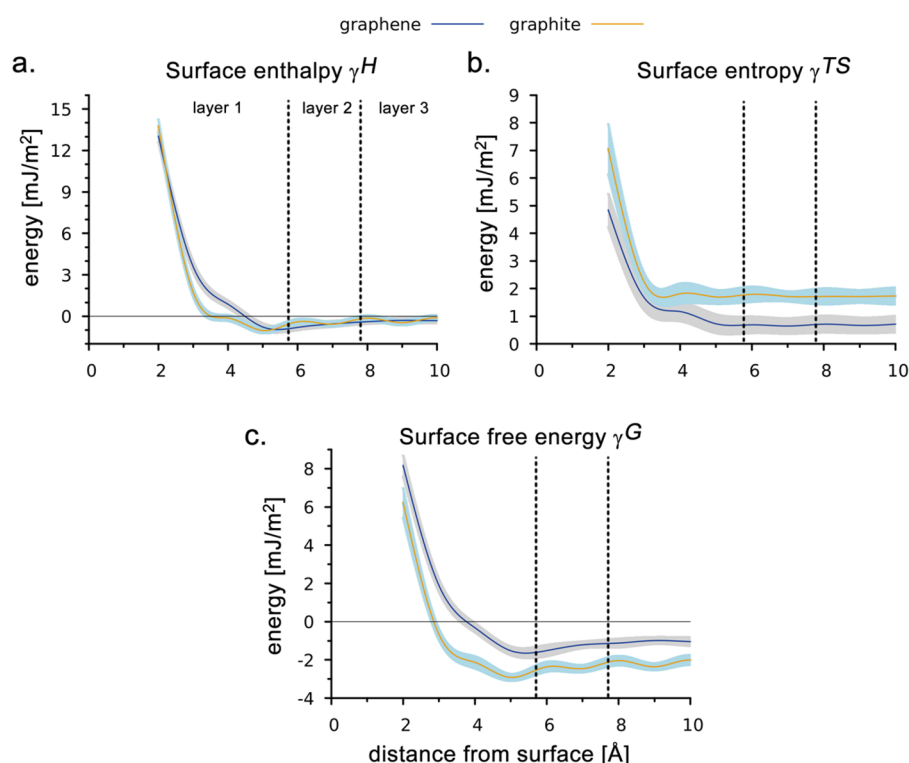 graphene graphite
a. Surface enthalpy γH
b. Surface entropy γTS
layer 1 layer 2 layer 3
energy [mJ/m2]
15
12
9
6
3
0
0 2 4 6 8 10
energy [mJ/m2]
9
8
7
6
5
4
3
2
1
0
0 2 4 6 8 10
c. Surface free energy γG
energy [mJ/m2]
8
6
4
2
0
-2
-4
0 2 4 6 8 10
distance from surface [Å]